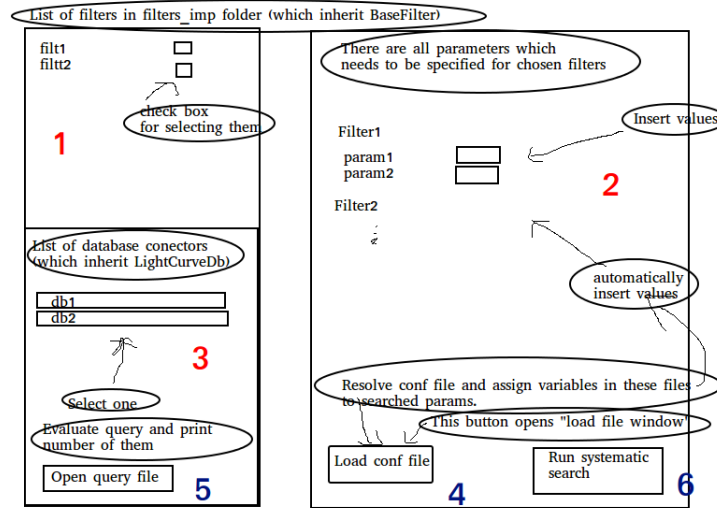 List of filters in filters_imp folder (which inherit BaseFilter)
filt1
filtt2
check box
for selecting them
1
There are all parameters which
needs to be specified for chosen filters
Insert values
Filter1
param1
param2
2
Filter2
automatically
insert values
List of database conectors
(which inherit LightCurveDb)
db1
db2
3
Select one
Evaluate query and print
number of them
Open query file
5
Resolve conf file and assign variables in these files
to searched params.
This button opens "load file window"
Load conf file
4
Run systematic
search
6